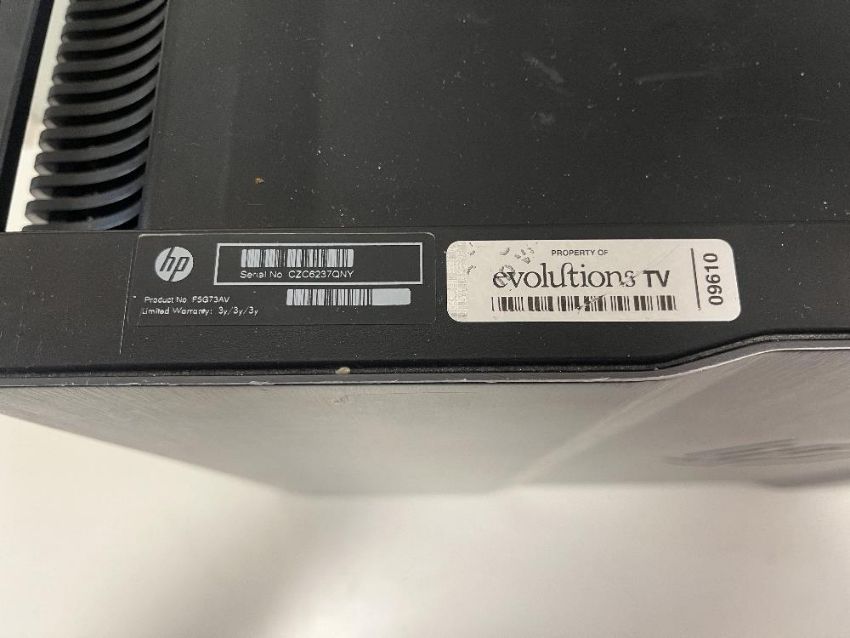 hp
Serial No. CZC6237QNY
Product No. F5G73AV
Limited Warranty: 3y/3y/3y
PROPERTY OF
evolutions TV
09610